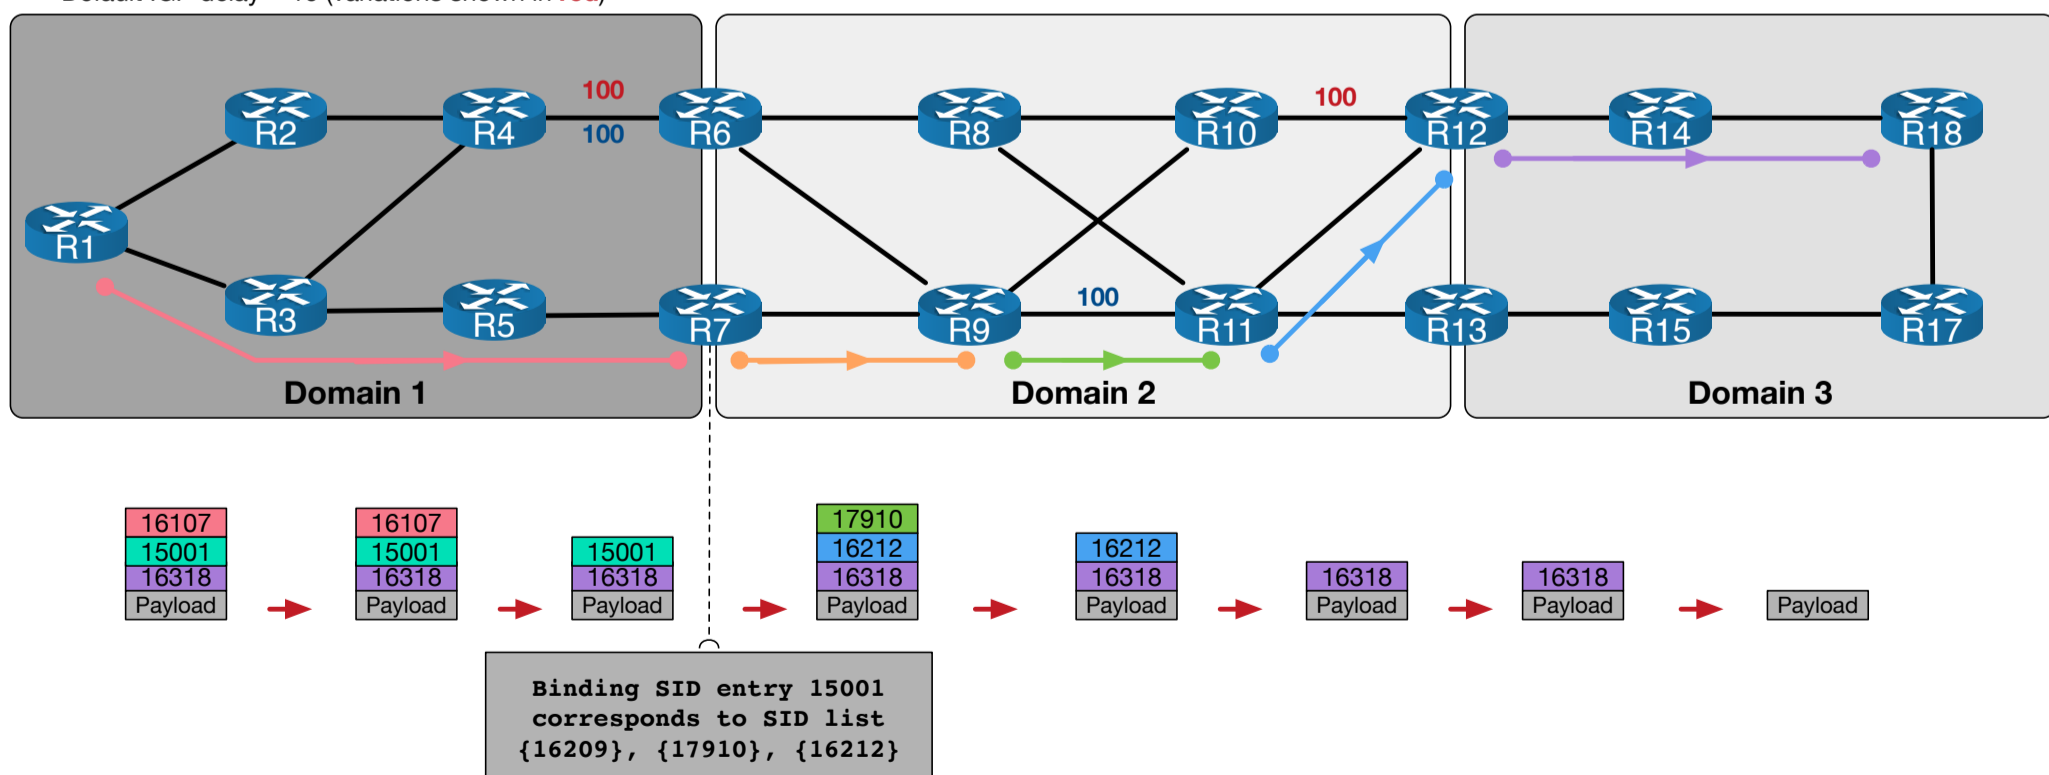 100
100
R2
R4
R6
R8
R10
100
R12
R14
R18
R1
R3
R5
R7
R9
100
R11
R13
R15
R17
Domain 1
Domain 2
Domain 3
16107
15001
16318
Payload
16107
15001
16318
Payload
15001
16318
Payload
17910
16212
16318
Payload
16212
16318
Payload
16318
Payload
16318
Payload
Payload
Binding SID entry 15001
corresponds to SID list
{16209}, {17910}, {16212}